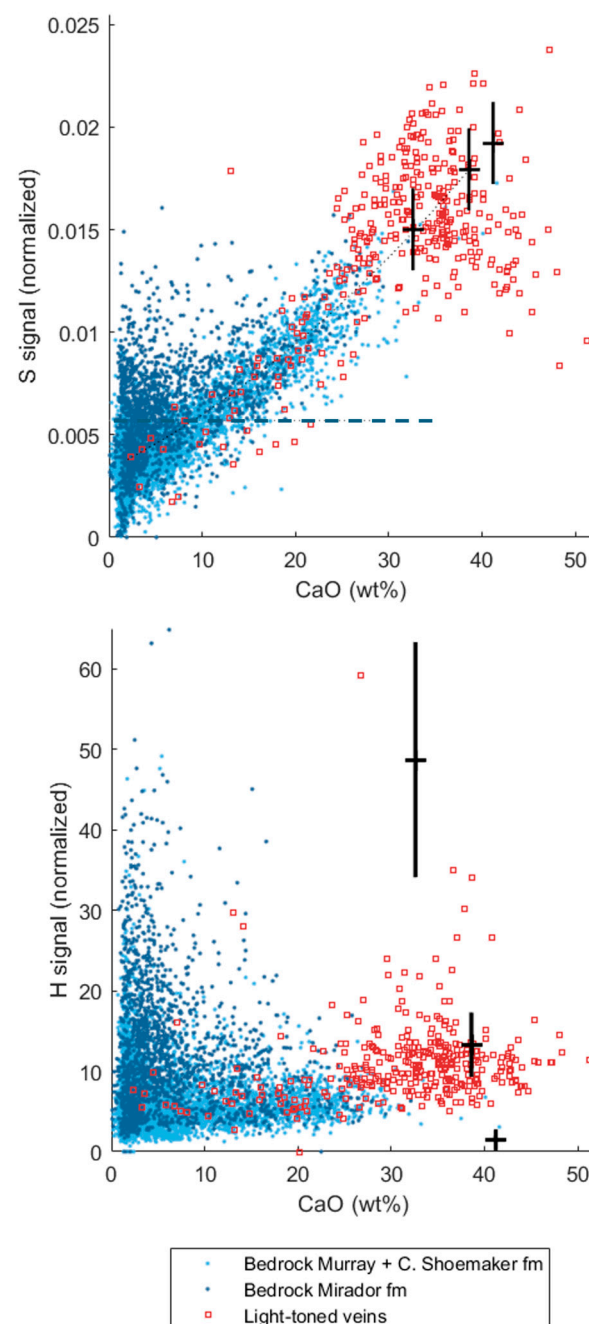 0.025
0.02
0.015
0.01
0.005
0
S signal (normalized)
0 10 20 30 40 50
CaO (wt%)
60
50
40
30
20
10
0
H signal (normalized)
0 10 20 30 40 50
CaO (wt%)
Bedrock Murray + C. Shoemaker fm
Bedrock Mirador fm
Light-toned veins